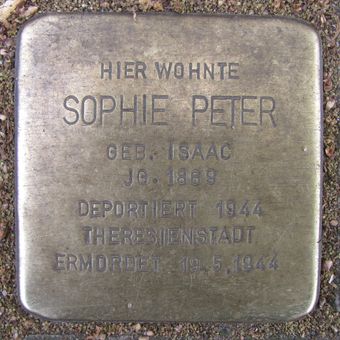 HIER WOHNTE
SOPHIE PETER
GEB. ISAAC
JG. 1869
DEPORTIERT 1944
THERESIENSTADT
ERMORDET 19.5.1944